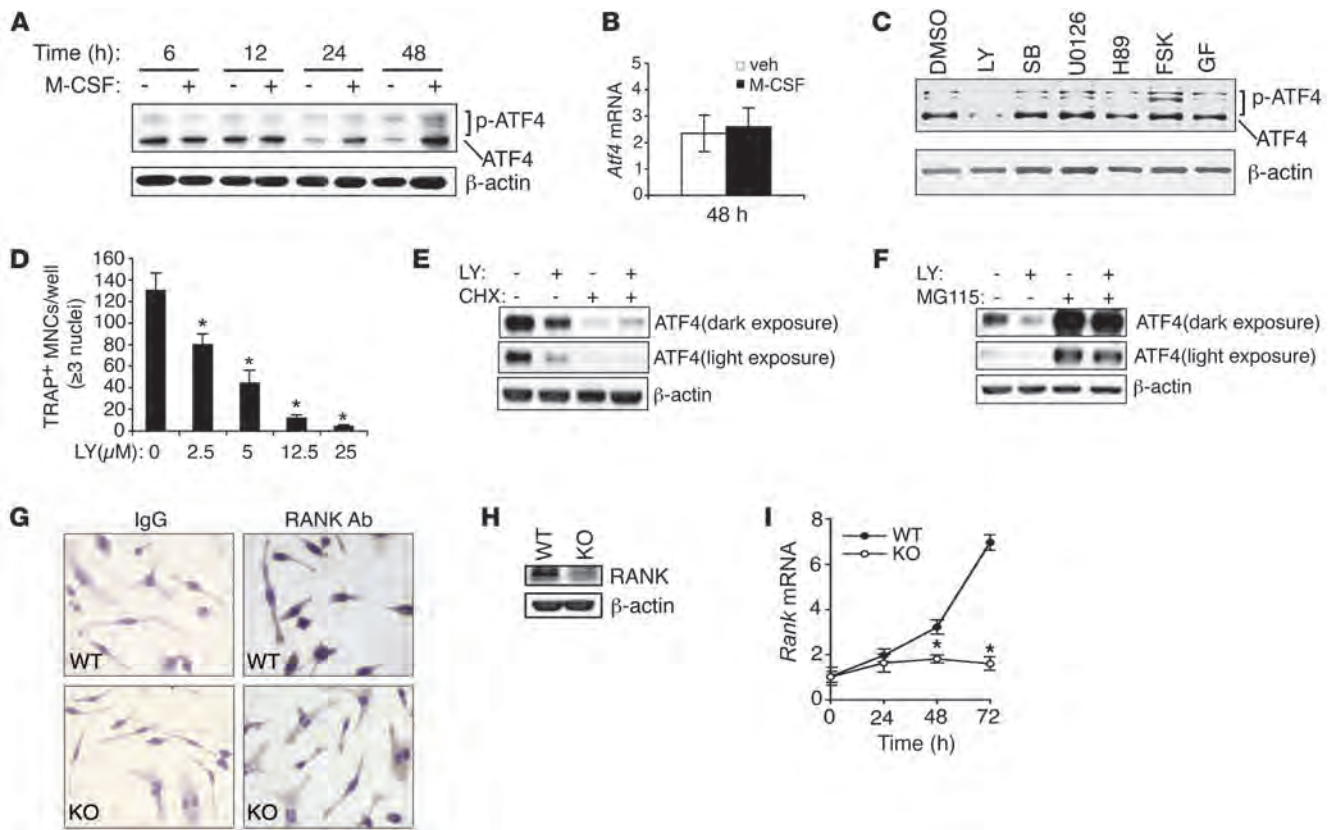 A
Time (h): 6 12 24 48
M-CSF: - + - + - + - +
p-ATF4
ATF4
β-actin
B
veh
M-CSF
Atf4 mRNA
5
4
3
2
1
0
48 h
C
DMSO LY SB U0126 H89 FSK GF
p-ATF4
ATF4
β-actin
D
TRAP+ MNCs/well
(≥3 nuclei)
160
140
120
100
80
60
40
20
0
* * * *
LY(μM): 0 2.5 5 12.5 25
E
LY: - + - +
CHX: - - + +
ATF4(dark exposure)
ATF4(light exposure)
β-actin
F
LY: - + - +
MG115: - - + +
ATF4(dark exposure)
ATF4(light exposure)
β-actin
G
IgG RANK Ab
WT WT
KO KO
H
WT KO
RANK
β-actin
I
WT
KO
Rank mRNA
8
6
4
2
0
* *
0 24 48 72
Time (h)